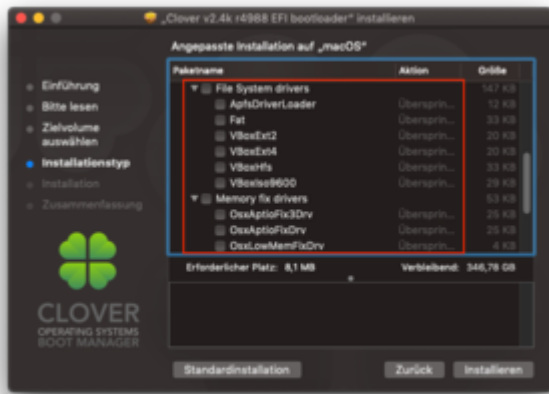 „Clover v2.4k r4988 EFI bootloader“ installieren
Angepasste Installation auf „macOS“
Paketname Aktion Größe
File System drivers 147 KB
ApfsDriverLoader Übersprin... 12 KB
Fat Übersprin... 33 KB
VBoxExt2 Übersprin... 20 KB
VBoxExt4 Übersprin... 20 KB
VBoxHfs Übersprin... 33 KB
VBoxIso9600 Übersprin... 29 KB
Memory fix drivers 53 KB
OsxAptioFix3Drv Übersprin... 25 KB
OsxAptioFixDrv Übersprin... 25 KB
OsxLowMemFixDrv Übersprin... 4 KB
Einführung
Bitte lesen
Zielvolume
auswählen
Installationstyp
Installation
Zusammenfassung
Erforderlicher Platz: 8,1 MB Verbleibend: 346,78 GB
CLOVER
OPERATING SYSTEMS
BOOT MANAGER
Standardinstallation Zurück Installieren